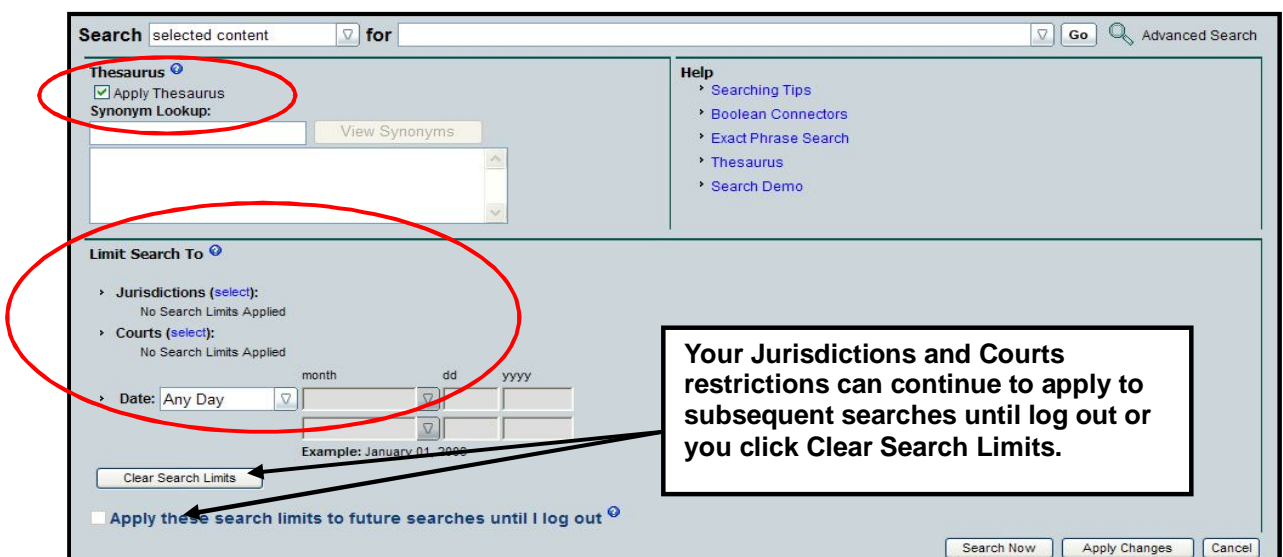 Search selected content for Go Advanced Search
Thesaurus
Apply Thesaurus
Synonym Lookup:
View Synonyms
Help
Searching Tips
Boolean Connectors
Exact Phrase Search
Thesaurus
Search Demo
Limit Search To
Jurisdictions (select):
No Search Limits Applied
Courts (select):
No Search Limits Applied
month dd yyyy
Date: Any Day
Example: January 01,
Clear Search Limits
Apply these search limits to future searches until I log out
Your Jurisdictions and Courts
restrictions can continue to apply to
subsequent searches until log out or
you click Clear Search Limits.
Search Now Apply Changes Cancel